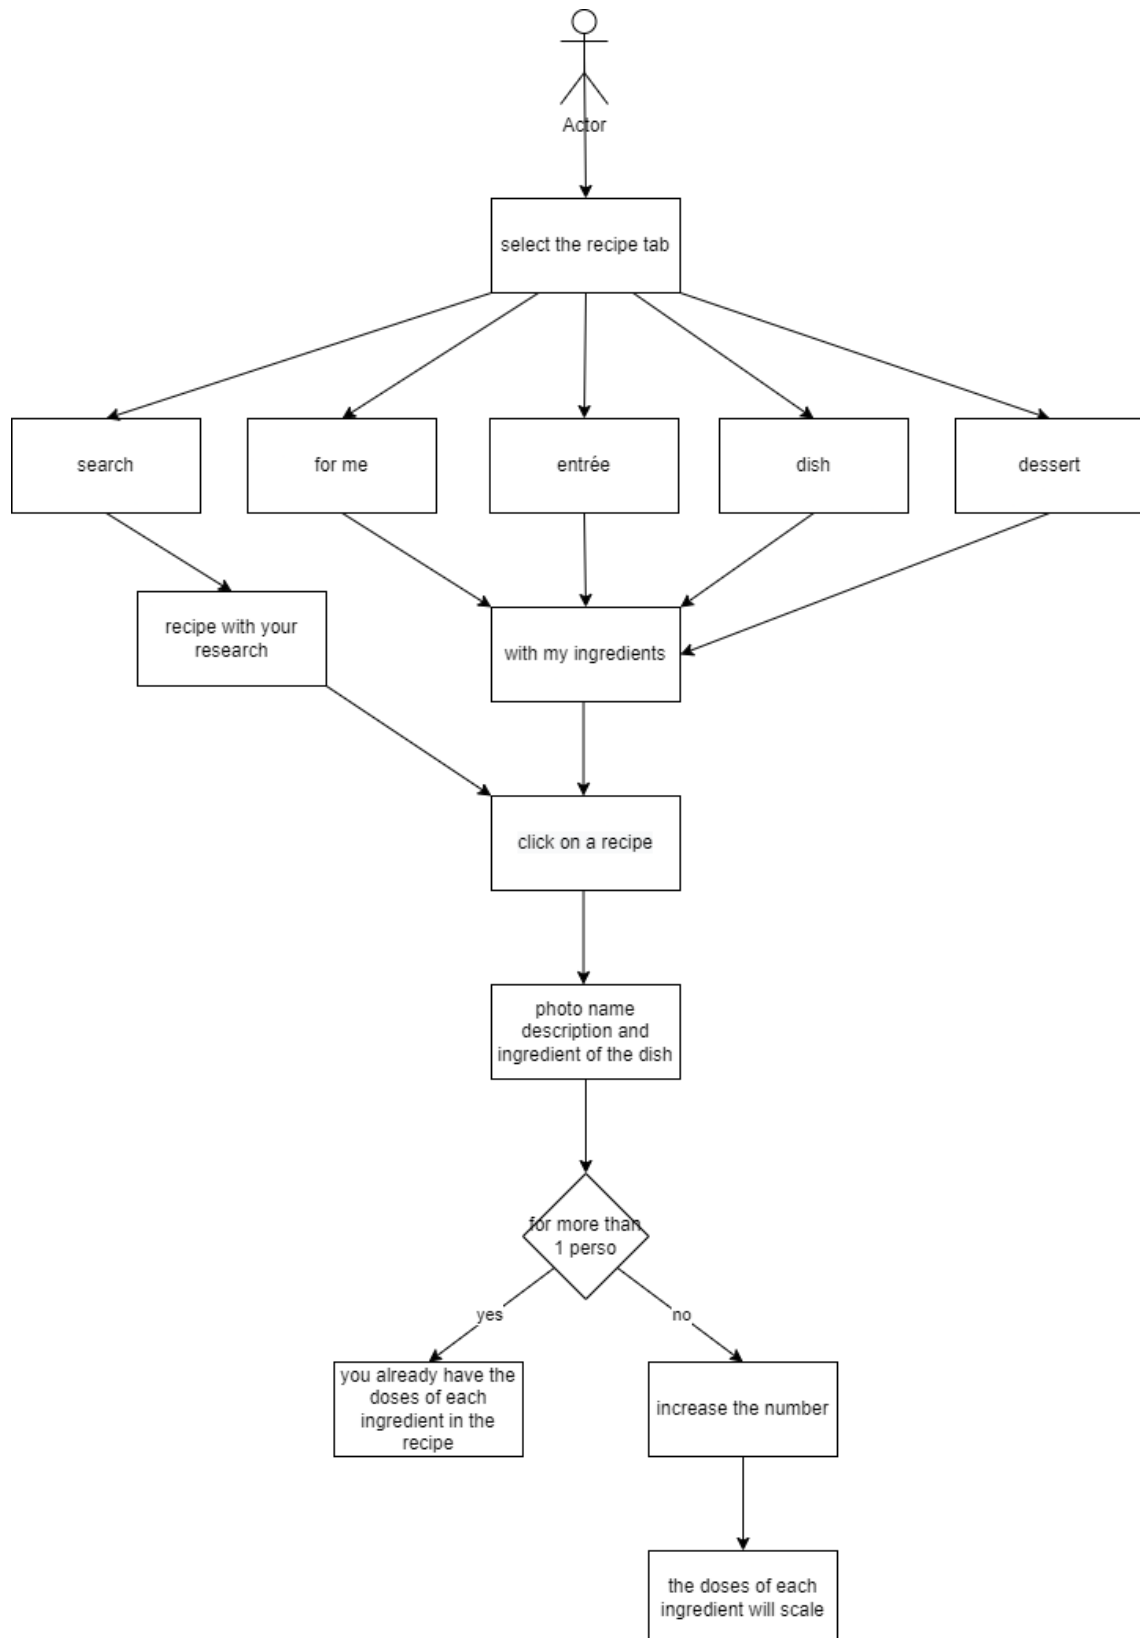 Actor
select the recipe tab
search
for me
entrée
dish
dessert
recipe with your
research
with my ingredients
click on a recipe
photo name
description and
ingredient of the dish
for more than
1 perso
yes
no
you already have the
doses of each
ingredient in the
recipe
increase the number
the doses of each
ingredient will scale